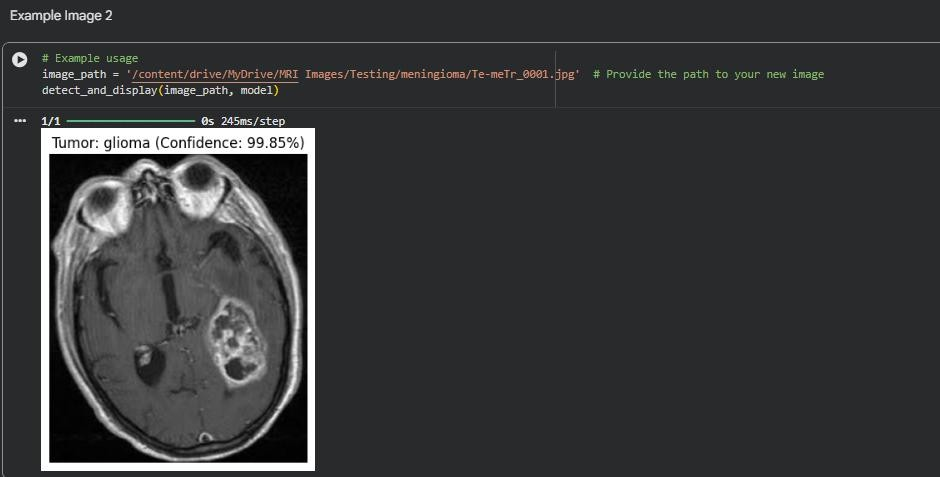 Example Image 2
# Example usage
image_path = '/content/drive/MyDrive/MRI Images/Testing/meningioma/Te-meTr_0001.jpg'  # Provide the path to your new image
detect_and_display(image_path, model)
1/1 0s 245ms/step
Tumor: glioma (Confidence: 99.85%)